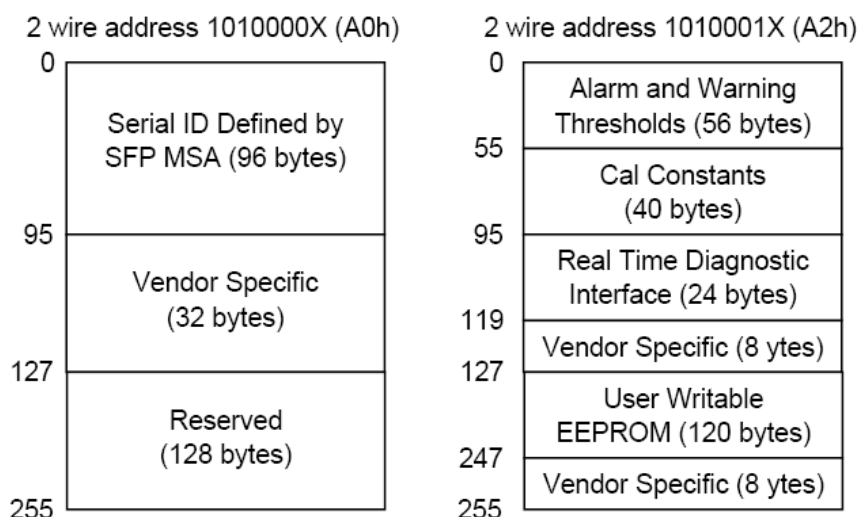 2 wire address 1010000X (A0h)
0
Serial ID Defined by
SFP MSA (96 bytes)
95
Vendor Specific
(32 bytes)
127
Reserved
(128 bytes)
255
2 wire address 1010001X (A2h)
0
Alarm and Warning
Thresholds (56 bytes)
55
Cal Constants
(40 bytes)
95
Real Time Diagnostic
Interface (24 bytes)
119
Vendor Specific (8 ytes)
127
User Writable
EEPROM (120 bytes)
247
Vendor Specific (8 ytes)
255